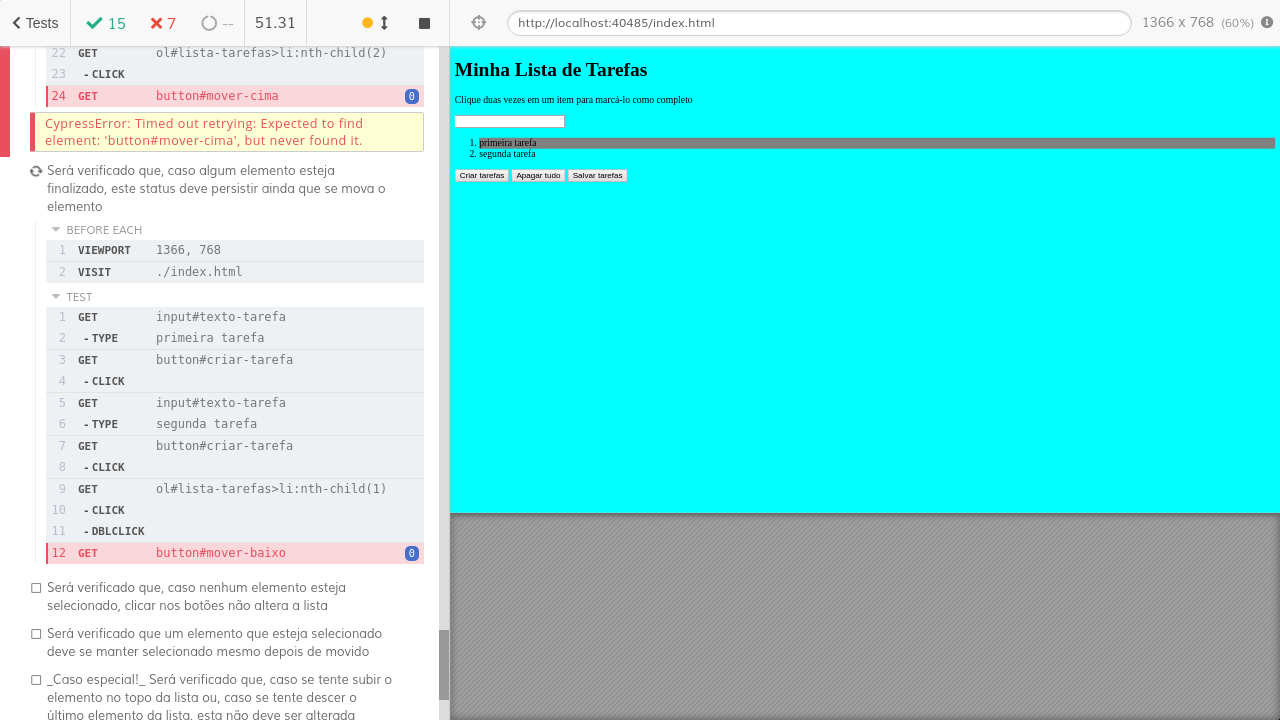 Tests 15 7 -- 51.31
22 GET ol#lista-tarefas>li:nth-child(2)
23 -CLICK
24 GET button#mover-cima 0
CypressError: Timed out retrying: Expected to find
element: 'button#mover-cima', but never found it.
Será verificado que, caso algum elemento esteja
finalizado, este status deve persistir ainda que se mova o
elemento
BEFORE EACH
1 VIEWPORT 1366, 768
2 VISIT ./index.html
TEST
1 GET input#texto-tarefa
2 -TYPE primeira tarefa
3 GET button#criar-tarefa
4 -CLICK
5 GET input#texto-tarefa
6 -TYPE segunda tarefa
7 GET button#criar-tarefa
8 -CLICK
9 GET ol#lista-tarefas>li:nth-child(1)
10 -CLICK
11 -DBLCLICK
12 GET button#mover-baixo 0
Será verificado que, caso nenhum elemento esteja
selecionado, clicar nos botões não altera a lista
Será verificado que um elemento que esteja selecionado
deve se manter selecionado mesmo depois de movido
_Caso especial!_ Será verificado que, caso se tente subir o
elemento no topo da lista ou, caso se tente descer o
último elemento da lista, esta não deve ser alterada
http://localhost:40485/index.html 1366 x 768 (60%)
Minha Lista de Tarefas
Clique duas vezes em um item para marcá-lo como completo
1. primeira tarefa
2. segunda tarefa
Criar tarefas Apagar tudo Salvar tarefas